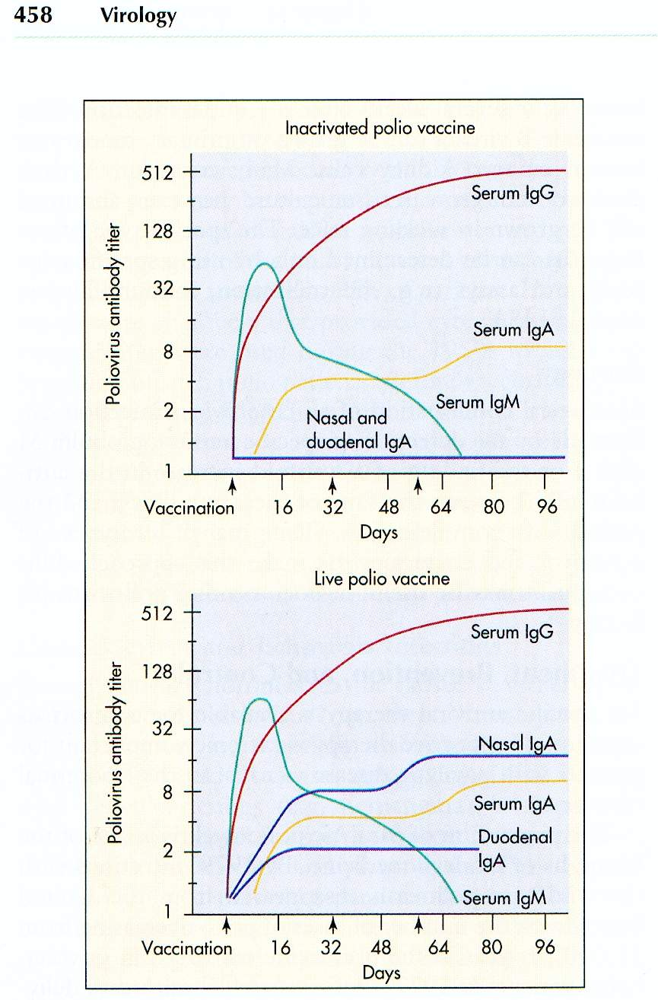 458 Virology
Inactivated polio vaccine
Poliovirus antibody titer
512
128
32
8
2
1
Serum IgG
Serum IgA
Serum IgM
Nasal and
duodenal IgA
Vaccination 16 32 48 64 80 96
Days
Live polio vaccine
Poliovirus antibody titer
512
128
32
8
2
1
Serum IgG
Nasal IgA
Serum IgA
Duodenal
IgA
Serum IgM
Vaccination 16 32 48 64 80 96
Days